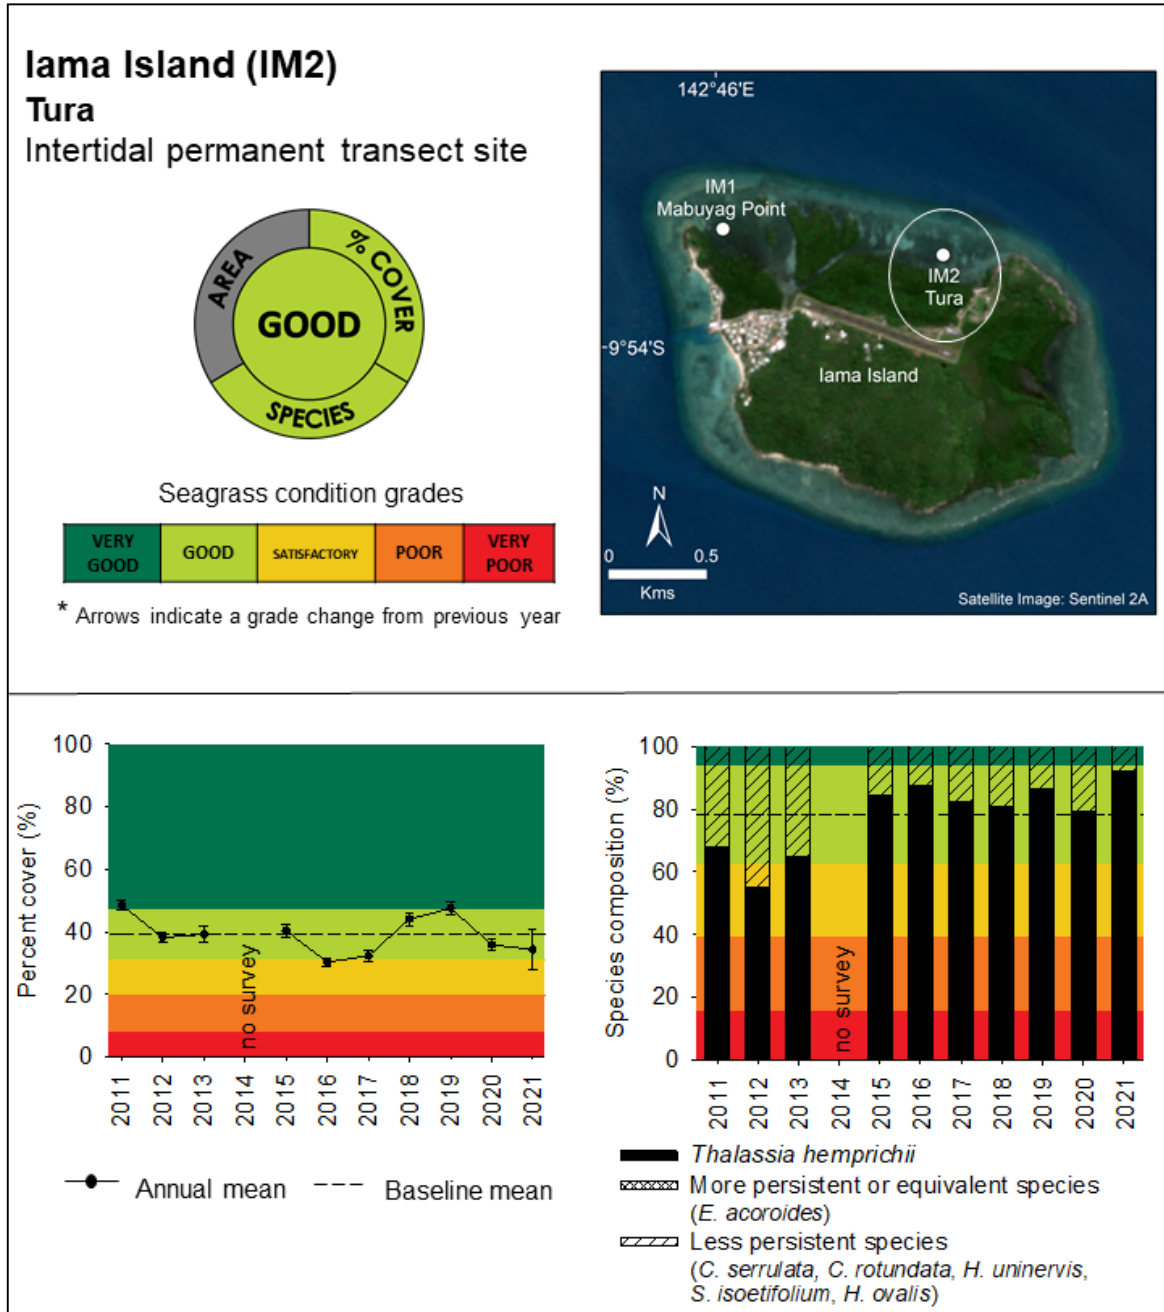 Iama Island (IM2)
Tura
Intertidal permanent transect site
AREA
% COVER
GOOD
SPECIES
Seagrass condition grades
VERY GOOD
GOOD
SATISFACTORY
POOR
VERY POOR
* Arrows indicate a grade change from previous year
142°46'E
IM1
Mabuyag Point
IM2
Tura
9°54'S
Iama Island
N
0 0.5
Kms
Satellite Image: Sentinel 2A
Percent cover (%)
100
80
60
40
20
0
no survey
2011 2012 2013 2014 2015 2016 2017 2018 2019 2020 2021
Annual mean
Baseline mean
Species composition (%)
100
80
60
40
20
0
no survey
2011 2012 2013 2014 2015 2016 2017 2018 2019 2020 2021
Thalassia hemprichii
More persistent or equivalent species
(E. acoroides)
Less persistent species
(C. serrulata, C. rotundata, H. uninervis,
S. isoetifolium, H. ovalis)